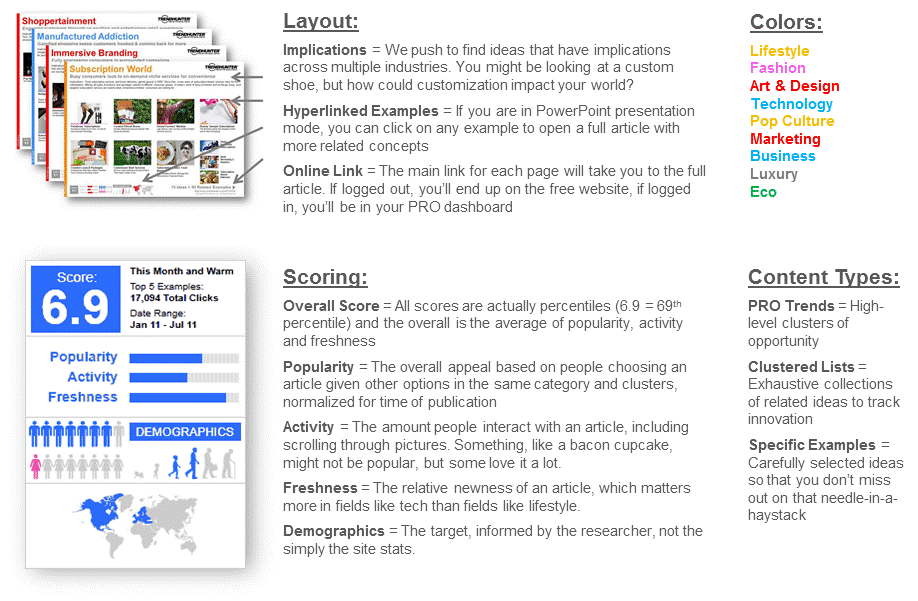 Shoppertainment
TRENDHUNTER
Manufactured Addiction
TRENDHUNTER
Gamified shopping keeps customers hooked & coming back for more
Immersive Branding
TRENDHUNTER
Subscription World
TRENDHUNTER
Busy consumers look to on-demand niche services for convenience
Layout:
Implications = We push to find ideas that have implications
across multiple industries. You might be looking at a custom
shoe, but how could customization impact your world?
Hyperlinked Examples = If you are in PowerPoint presentation
mode, you can click on any example to open a full article with
more related concepts
Online Link = The main link for each page will take you to the full
article. If logged out, you’ll end up on the free website, if logged
in, you’ll be in your PRO dashboard
Colors:
Lifestyle
Fashion
Art & Design
Technology
Pop Culture
Marketing
Business
Luxury
Eco
Score:
6.9
This Month and Warm
Top 5 Examples:
17,094 Total Clicks
Date Range:
Jan 11 - Jul 11
Popularity
Activity
Freshness
DEMOGRAPHICS
Scoring:
Overall Score = All scores are actually percentiles (6.9 = 69th
percentile) and the overall is the average of popularity, activity
and freshness
Popularity = The overall appeal based on people choosing an
article given other options in the same category and clusters,
normalized for time of publication
Activity = The amount people interact with an article, including
scrolling through pictures. Something, like a bacon cupcake,
might not be popular, but some love it a lot.
Freshness = The relative newness of an article, which matters
more in fields like tech than fields like lifestyle.
Demographics = The target, informed by the researcher, not the
simply the site stats.
Content Types:
PRO Trends = High-
level clusters of
opportunity
Clustered Lists =
Exhaustive collections
of related ideas to track
innovation
Specific Examples =
Carefully selected ideas
so that you don’t miss
out on that needle-in-a-
haystack